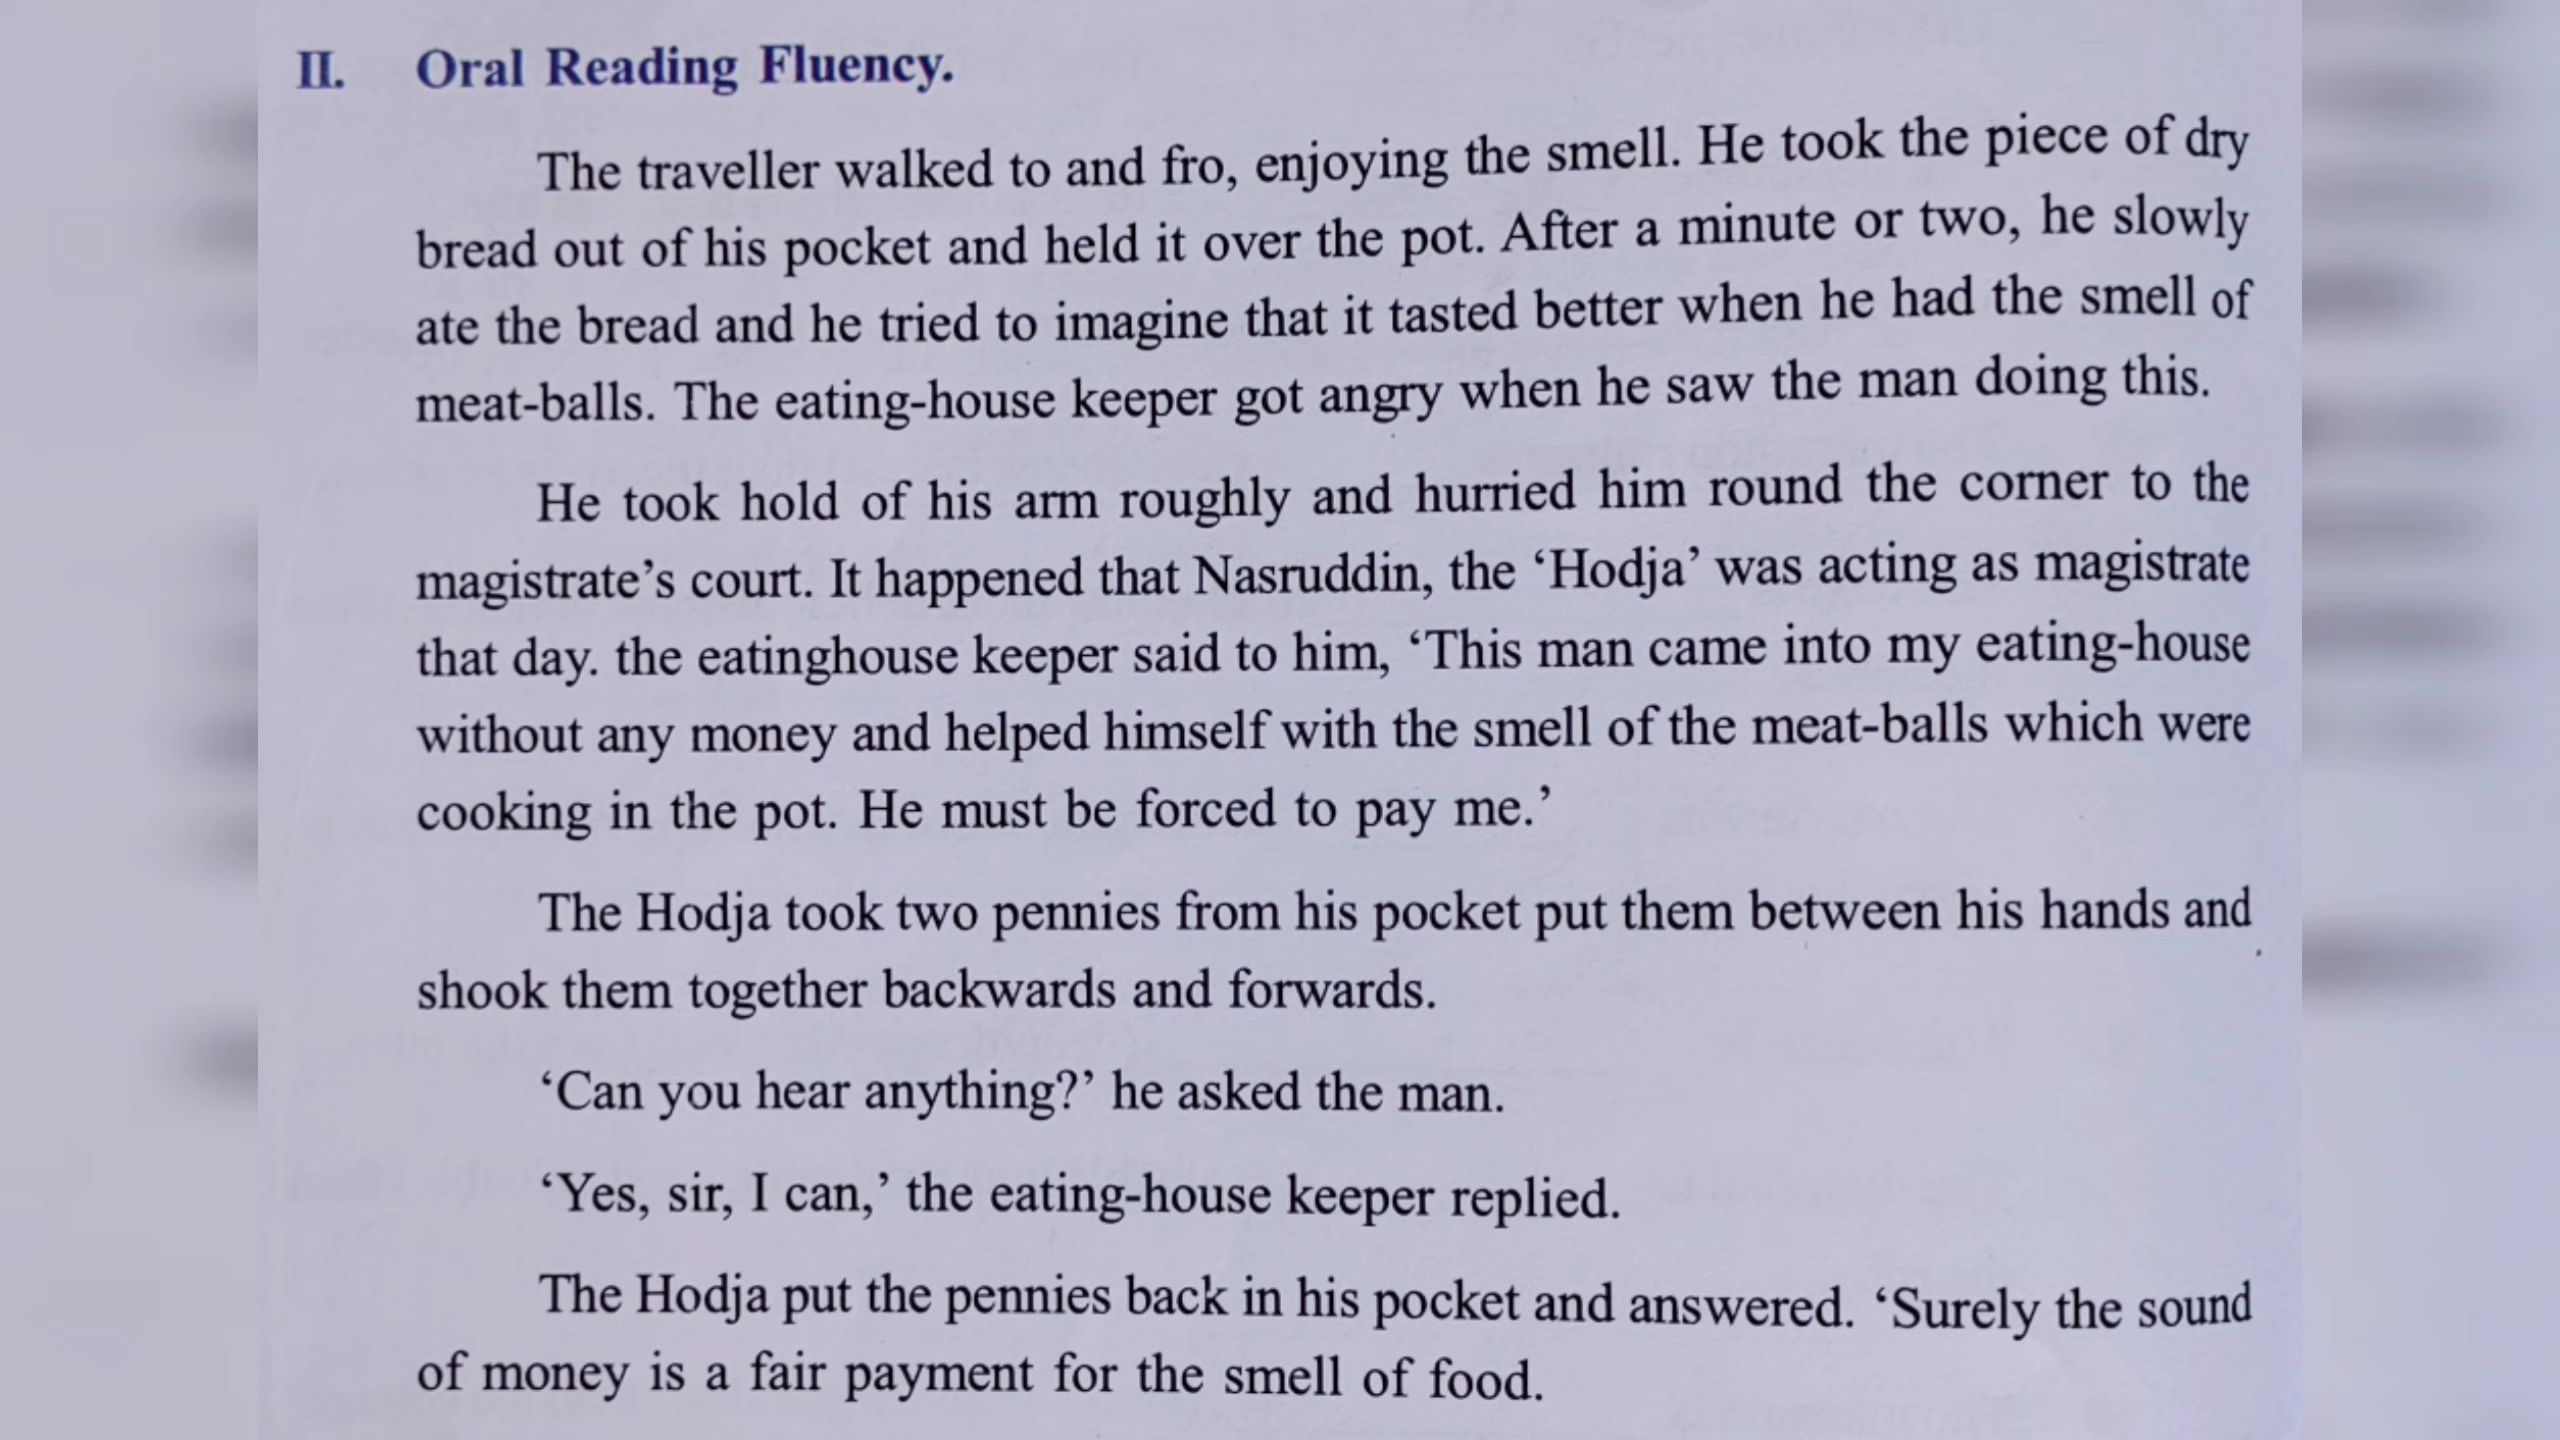 II. Oral Reading Fluency.
The traveller walked to and fro, enjoying the smell. He took the piece of dry
bread out of his pocket and held it over the pot. After a minute or two, he slowly
ate the bread and he tried to imagine that it tasted better when he had the smell of
meat-balls. The eating-house keeper got angry when he saw the man doing this.
He took hold of his arm roughly and hurried him round the corner to the
magistrate’s court. It happened that Nasruddin, the ‘Hodja’ was acting as magistrate
that day. the eatinghouse keeper said to him, ‘This man came into my eating-house
without any money and helped himself with the smell of the meat-balls which were
cooking in the pot. He must be forced to pay me.’
The Hodja took two pennies from his pocket put them between his hands and
shook them together backwards and forwards.
‘Can you hear anything?’ he asked the man.
‘Yes, sir, I can,’ the eating-house keeper replied.
The Hodja put the pennies back in his pocket and answered. ‘Surely the sound
of money is a fair payment for the smell of food.